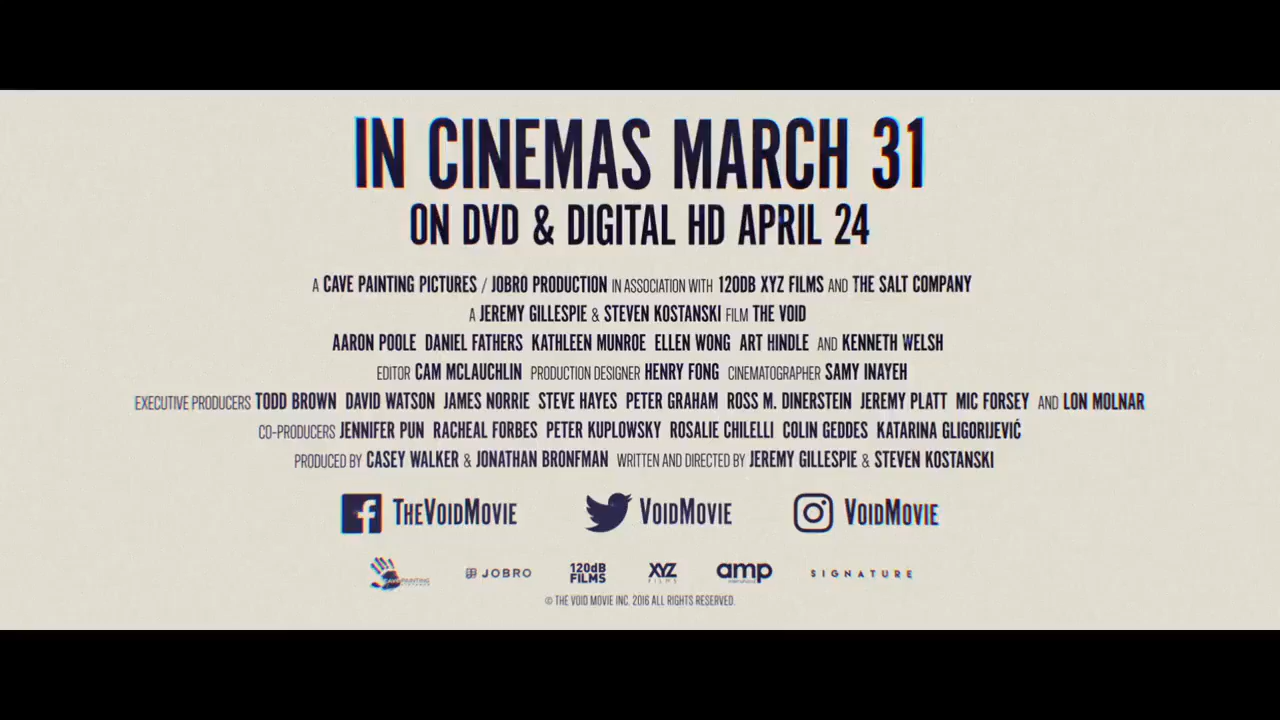 IN CINEMAS MARCH 31
ON DVD & DIGITAL HD APRIL 24
A CAVE PAINTING PICTURES / JOBRO PRODUCTION IN ASSOCIATION WITH 120DB XYZ FILMS AND THE SALT COMPANY
A JEREMY GILLESPIE & STEVEN KOSTANSKI FILM THE VOID
AARON POOLE DANIEL FATHERS KATHLEEN MUNROE ELLEN WONG ART HINDLE AND KENNETH WELSH
EDITOR CAM MCLAUCHLIN PRODUCTION DESIGNER HENRY FONG CINEMATOGRAPHER SAMY INAYEH
EXECUTIVE PRODUCERS TODD BROWN DAVID WATSON JAMES NORRIE STEVE HAYES PETER GRAHAM ROSS M. DINERSTEIN JEREMY PLATT MIC FORSEY AND LON MOLNAR
CO-PRODUCERS JENNIFER PUN RACHEAL FORBES PETER KUPLOWSKY ROSALIE CHILELLI COLIN GEDDES KATARINA GLIGORIJEVIĆ
PRODUCED BY CASEY WALKER & JONATHAN BRONFMAN WRITTEN AND DIRECTED BY JEREMY GILLESPIE & STEVEN KOSTANSKI
THEVOIDMOVIE VOIDMOVIE VOIDMOVIE
CAVE PAINTING JOBRO 120dB FILMS XYZ FILMS amp SIGNATURE
© THE VOID MOVIE INC. 2016 ALL RIGHTS RESERVED.